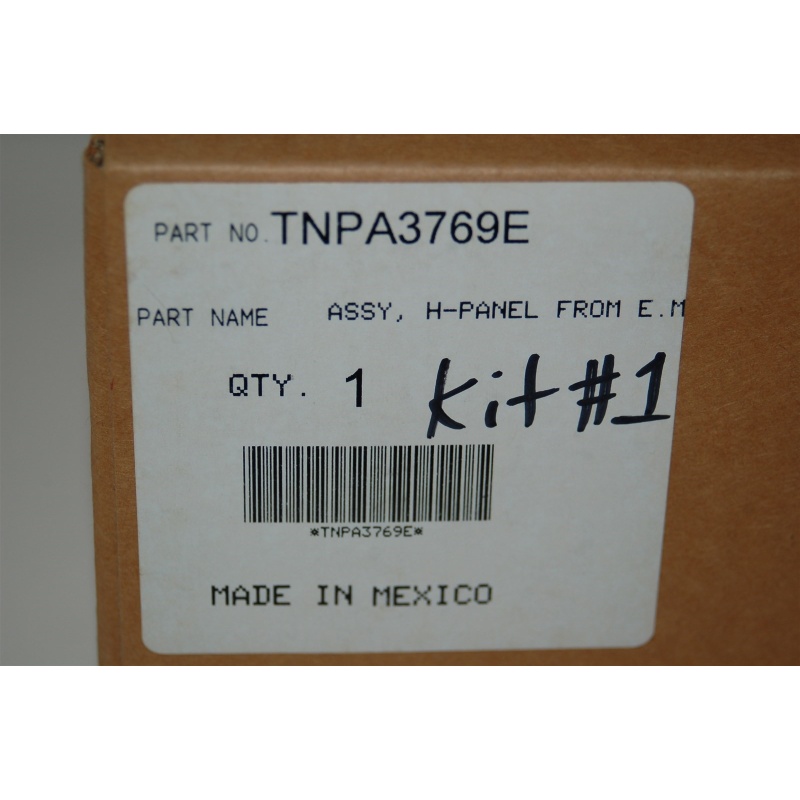 PART NO. TNPA3769E
PART NAME ASSY, H-PANEL FROM E.M
QTY. 1 Kit #1
*TNPA3769E*
MADE IN MEXICO